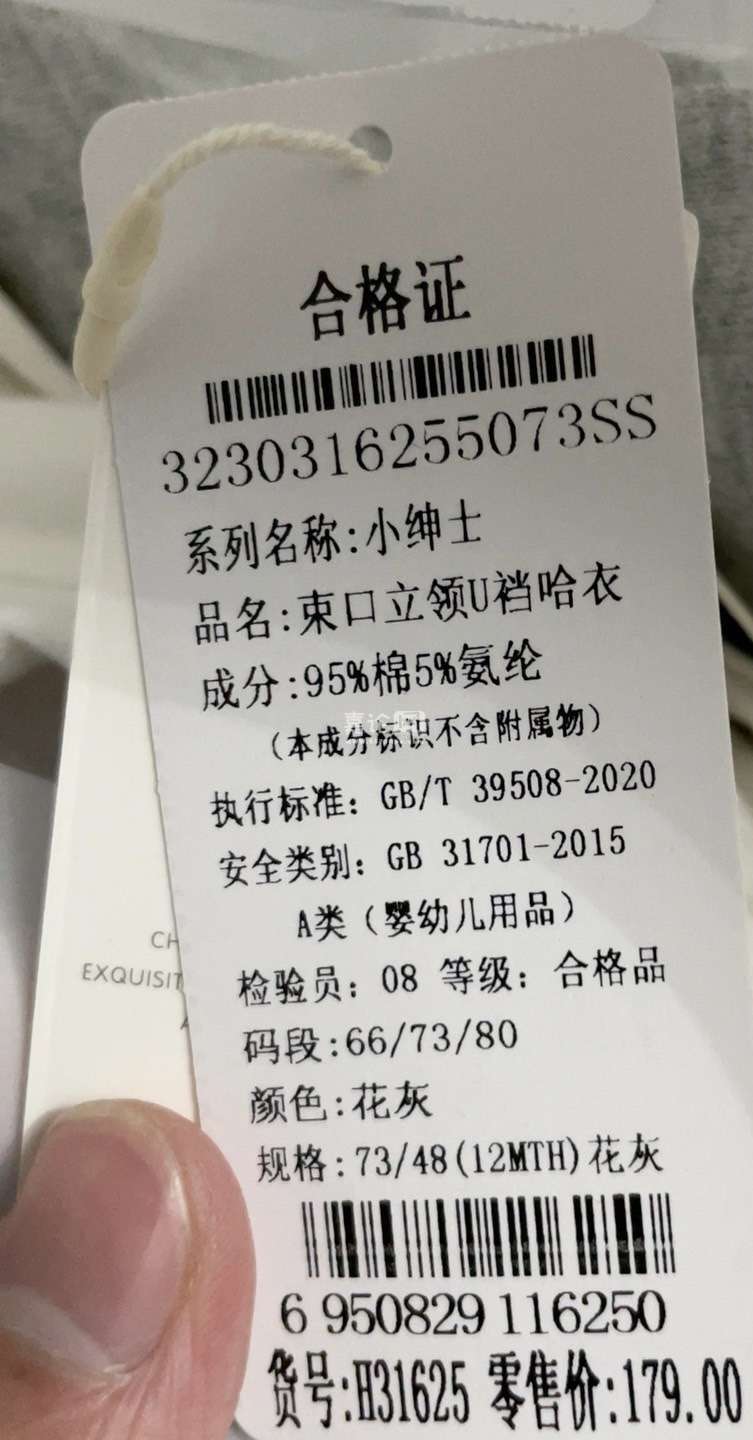 合格证
3230316255073SS
系列名称:小绅士
品名:束口立领U裆哈衣
成分:95%棉5%氨纶
(本成分标识不含附属物)
执行标准: GB/T 39508-2020
安全类别: GB 31701-2015
A类 (婴幼儿用品)
检验员: 08 等级: 合格品
码段:66/73/80
颜色:花灰
规格:73/48(12MTH)花灰
6 950829 116250
货号:H31625 零售价:179.00
CH
EXQUISIT